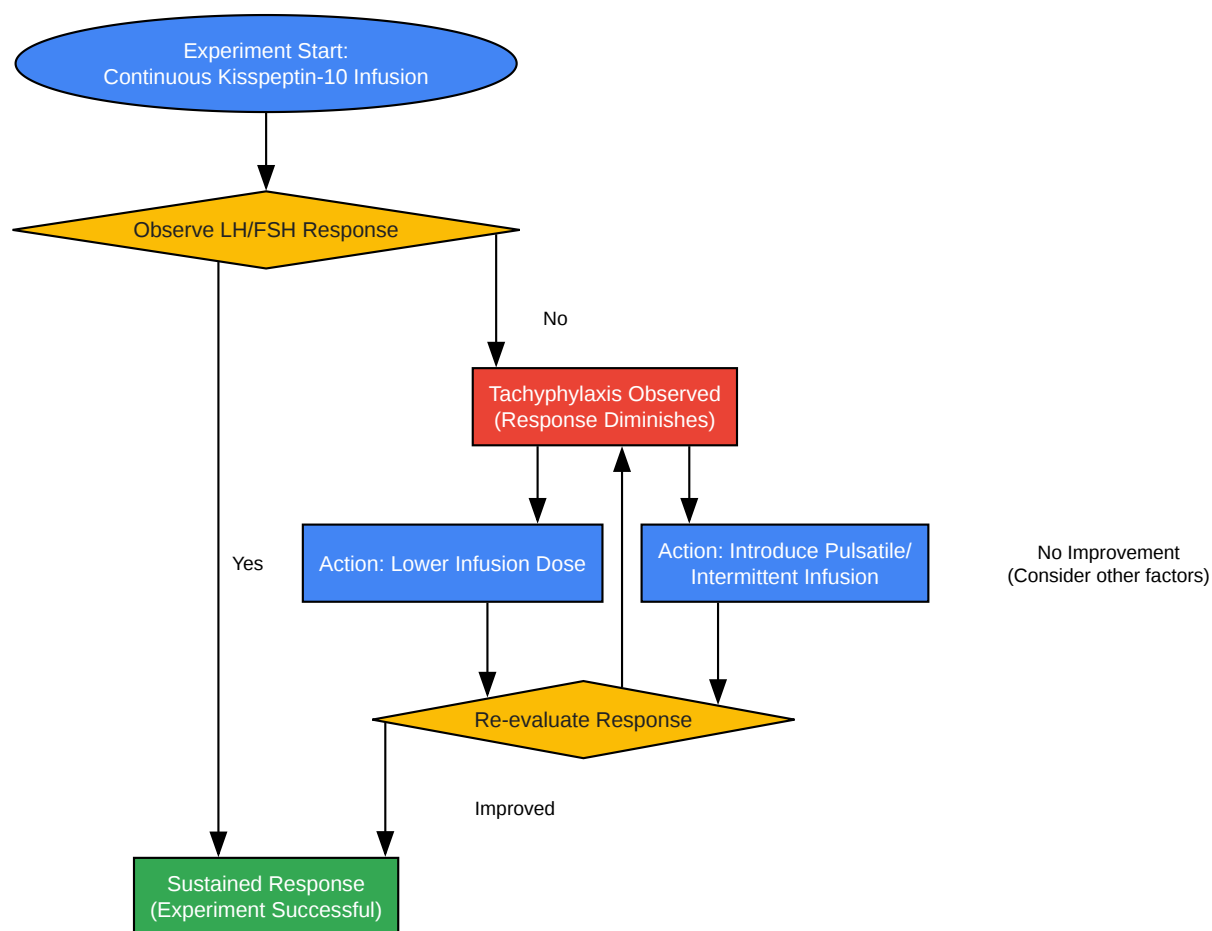 Experiment Start:
Continuous Kisspeptin-10 Infusion
Observe LH/FSH Response
No
Tachyphylaxis Observed
(Response Diminishes)
Yes
Action: Lower Infusion Dose
Action: Introduce Pulsatile/
Intermittent Infusion
No Improvement
(Consider other factors)
Re-evaluate Response
Improved
Sustained Response
(Experiment Successful)